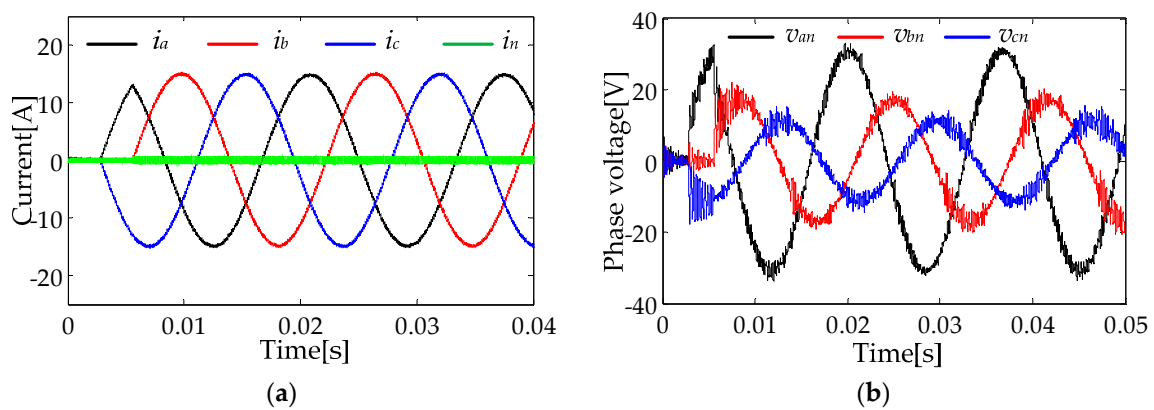 20
10
0
-10
-20
Current[A]
ia ib ic in
0 0.01 0.02 0.03 0.04
Time[s]
(a)
40
20
0
-20
-40
Phase voltage[V]
van vbn vcn
0 0.01 0.02 0.03 0.04 0.05
Time[s]
(b)